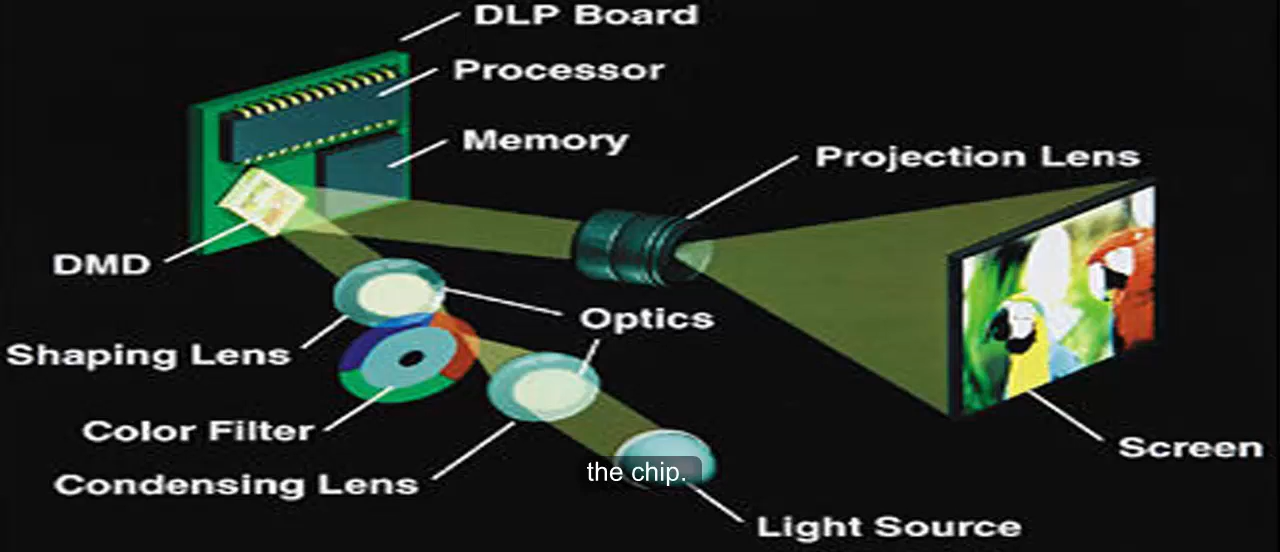 DLP Board
Processor
Memory
Projection Lens
DMD
Optics
Shaping Lens
Color Filter
Screen
the chip.
Condensing Lens
Light Source